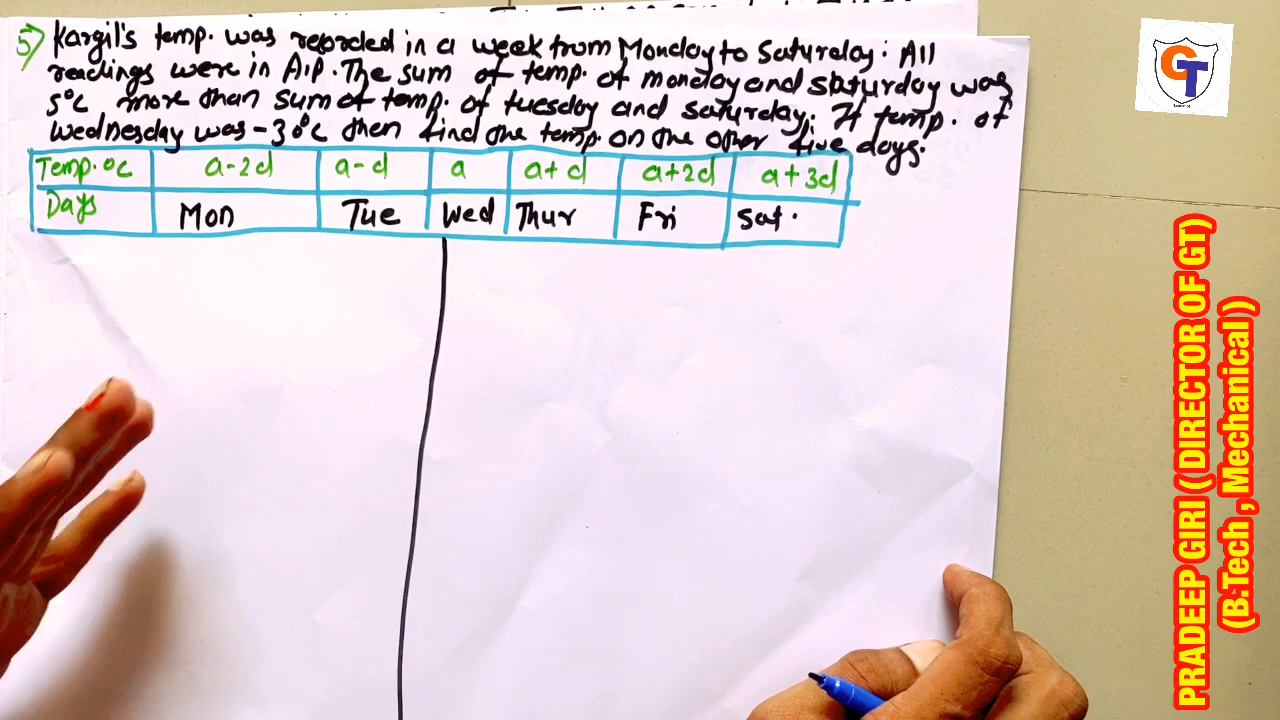 5) Kargil's temp. was recorded in a week from Monday to Saturday: All
readings were in A.P. The sum of temp. of monday and saturday was
5°C more than sum of temp. of tuesday and saturday. If temp. of
wednesday was -30°C then find the temp. on the other five days.
Temp. °C a-2d a-d a a+d a+2d a+3d
Days Mon Tue Wed Thur Fri Sat.
GT
PRADEEP GIRI (( DIRECTOR OF GT)
(B.Tech , Mechanical )